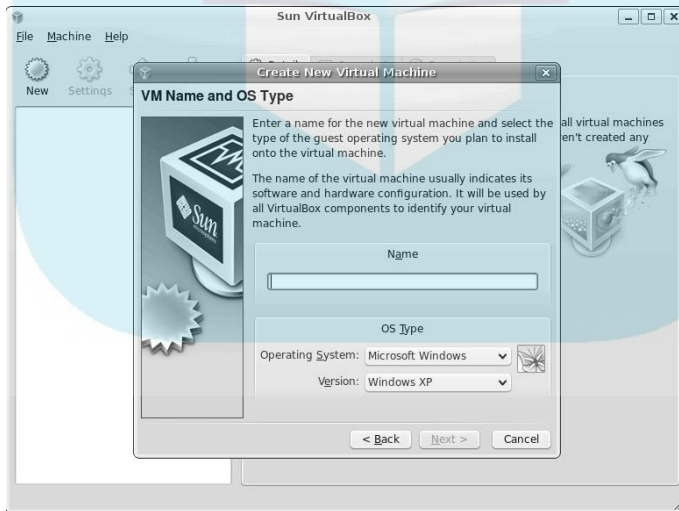 Sun VirtualBox
File Machine Help
New Settings
Create New Virtual Machine
VM Name and OS Type
Enter a name for the new virtual machine and select the
type of the guest operating system you plan to install
onto the virtual machine.
The name of the virtual machine usually indicates its
software and hardware configuration. It will be used by
all VirtualBox components to identify your virtual
machine.
all virtual machines
en't created any
Sun
Name
OS Type
Operating System: Microsoft Windows
Version: Windows XP
< Back Next > Cancel